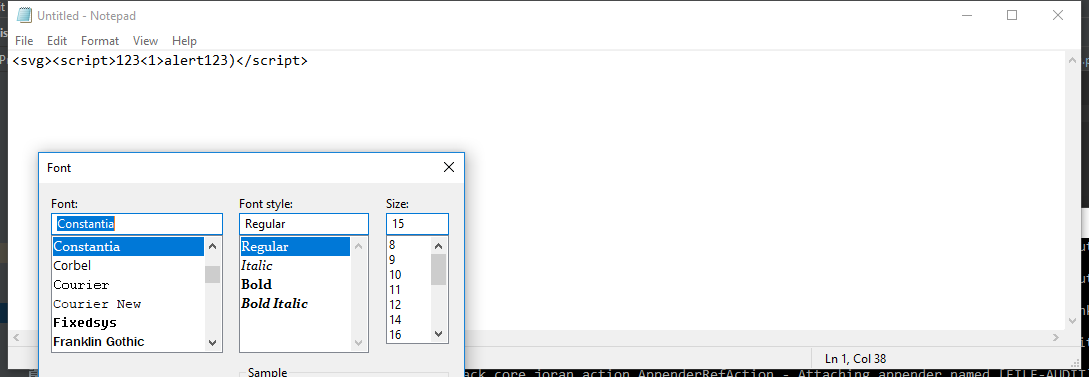 Untitled - Notepad
File Edit Format View Help
<svg><script>123<1>alert123)</script>
Font
Font: Font style: Size:
Constantia Regular 15
Constantia Regular 8
Corbel Italic 9
Courier Bold 10
Courier New Bold Italic 11
Fixedsys 12
Franklin Gothic 14
16
Sample
Ln 1, Col 38
ack core joran action AppenderRefAction - Attaching appender named [FILE-AUDIT